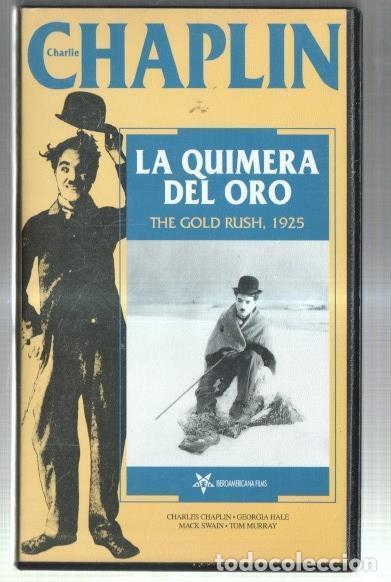 Charlie
CHAPLIN
LA QUIMERA
DEL ORO
THE GOLD RUSH, 1925
IBEROAMERICANA FILMS
CHARLES CHAPLIN • GEORGIA HALE
MACK SWAIN • TOM MURRAY
todocoleccion